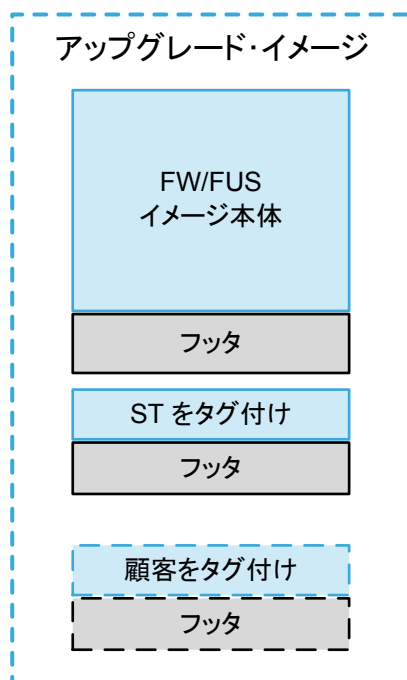 アップグレード・イメージ
FW/FUS
イメージ本体
フッタ
ST をタグ付け
フッタ
顧客をタグ付け
フッタ